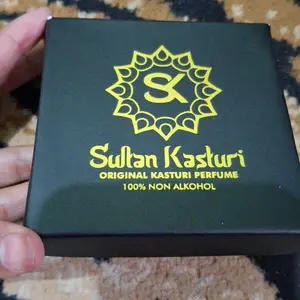 SK
Sultan Kasturi
ORIGINAL KASTURI PERFUME
100% NON ALKOHOL